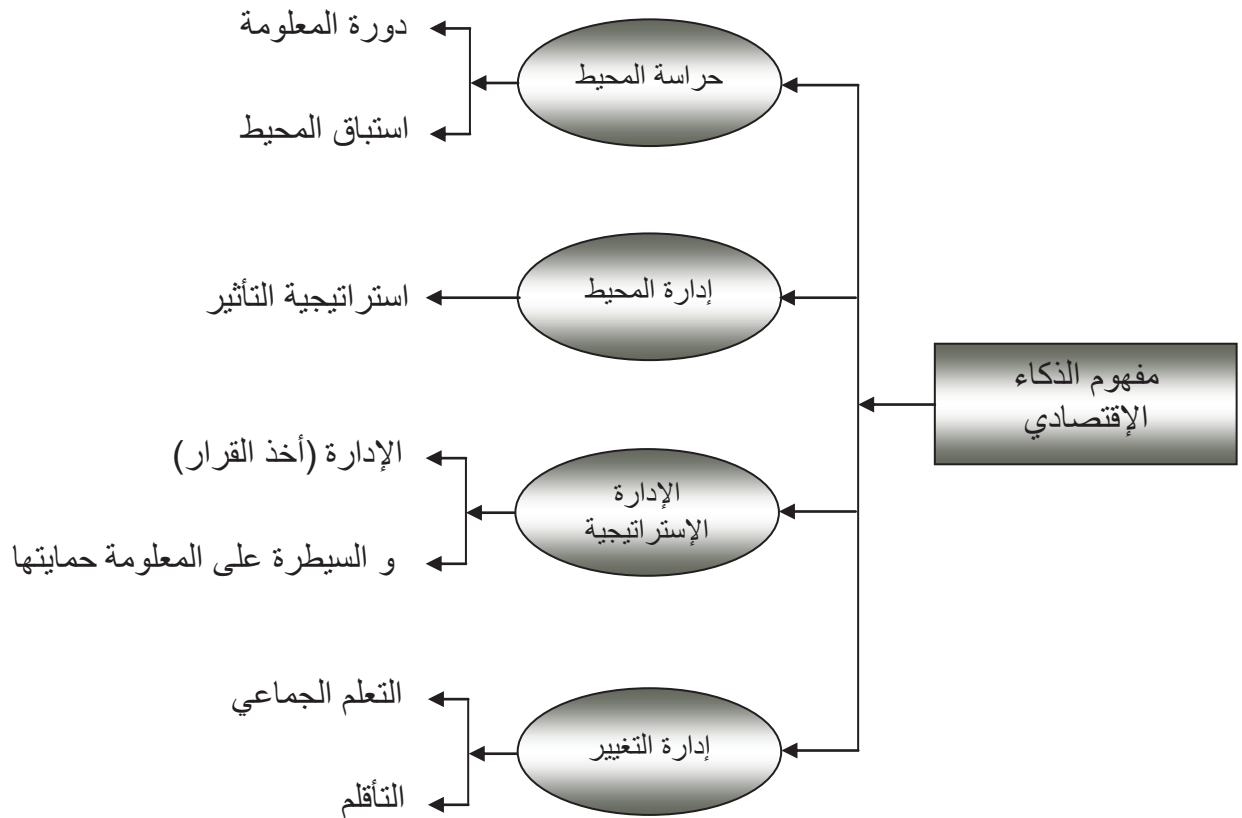 مفهوم الذكاء
الإقتصادي
حراسة المحيط
دورة المعلومة
استباق المحيط
إدارة المحيط
استراتيجية التأثير
الإدارة
الإستراتيجية
الإدارة (أخذ القرار)
و السيطرة على المعلومة حمايتها
إدارة التغيير
التعلم الجماعي
التأقلم